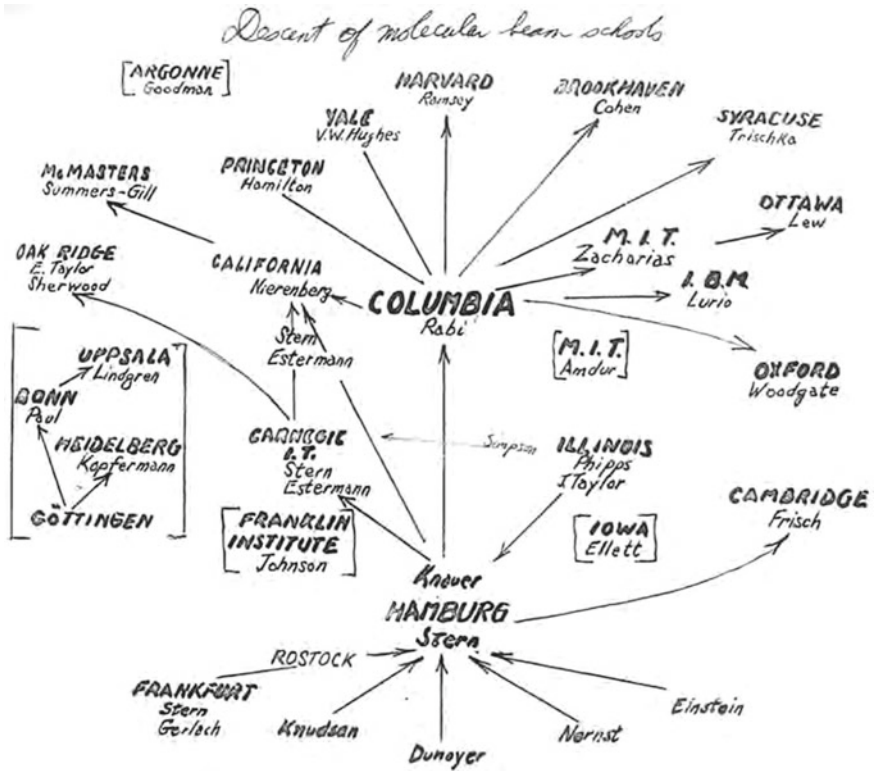 Descent of molecular beam schools
[ARGONNE
Goodman]
HARVARD
Ramsey
BROOKHAVEN
Cohen
YALE
V.W. Hughes
SYRACUSE
Trischka
PRINCETON
Hamilton
McMASTERS
Summers-Gill
OTTAWA
Lew
M. I. T.
Zacharias
OAK RIDGE
E. Taylor
Sherwood
CALIFORNIA
Nierenberg
COLUMBIA
Rabi
I. B.M.
Lurio
Stern
Estermann
[M. I. T.
Amdur]
OXFORD
Woodgate
UPPSALA
Lindgren
BONN
Paul
HEIDELBERG
Kopfermann
GÖTTINGEN
CARNEGIE
I. T.
Stern
Estermann
Simpson
ILLINOIS
Phipps
J Taylor
CAMBRIDGE
Frisch
[FRANKLIN
INSTITUTE
Johnson]
[IOWA
Ellett]
Knauer
HAMBURG
Stern
ROSTOCK
FRANKFURT
Stern
Gerlach
Knudsen
Dunoyer
Nernst
Einstein